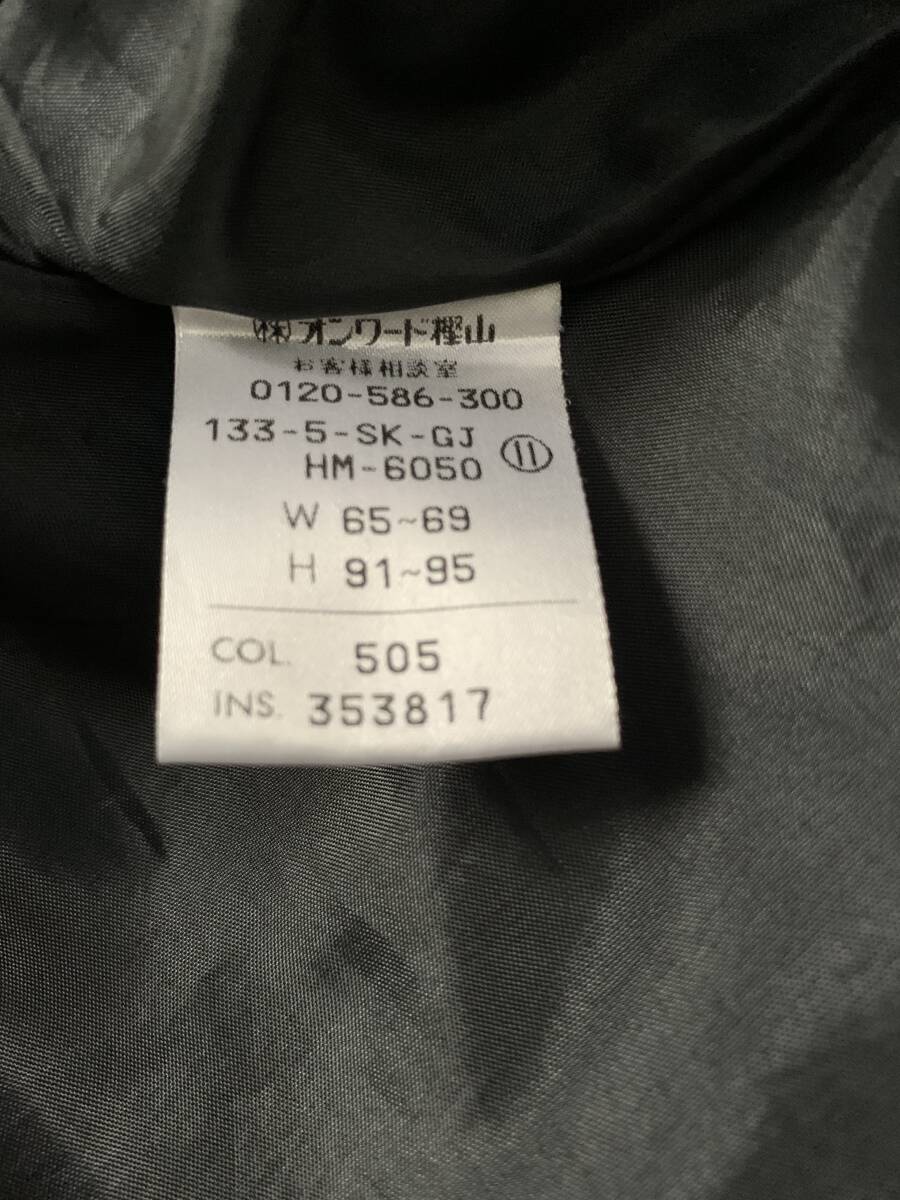 (株)オンワード樫山
お客様相談室
0120-586-300
133-5-SK-GJ
HM-6050 ⑪
W 65~69
H 91~95
COL. 505
INS. 353817